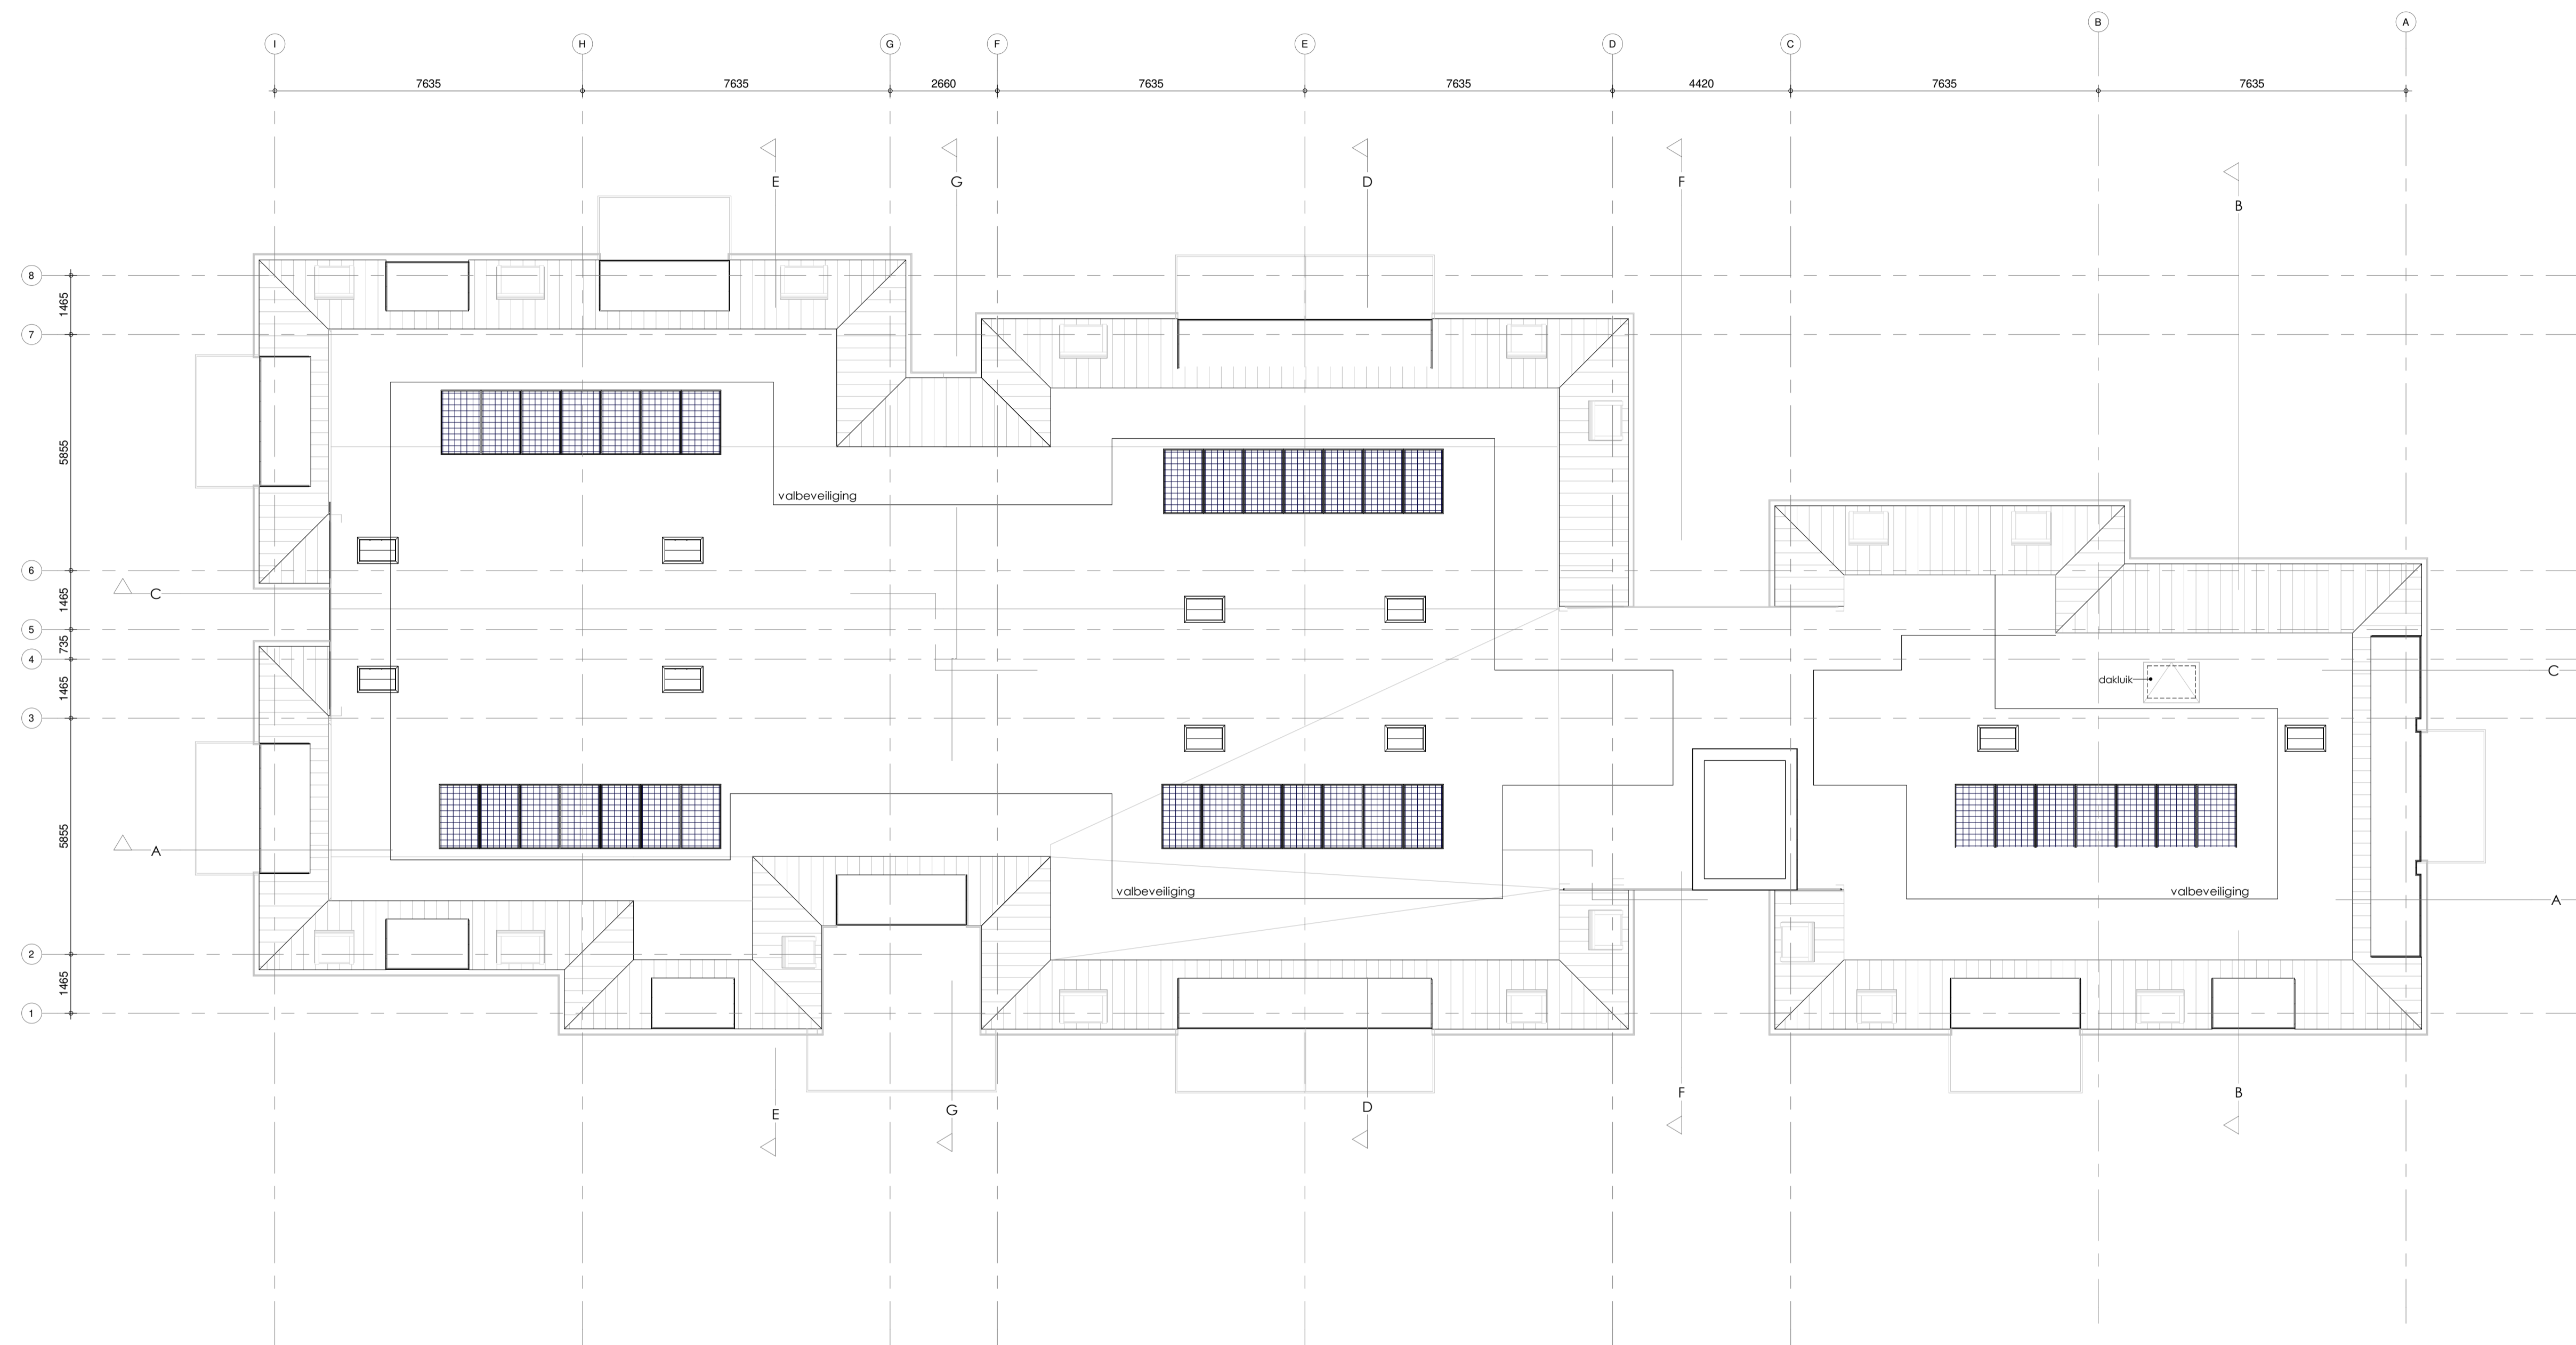 B A
I H G F E D C
7635 7635 2660 7635 7635 4420 7635 7635
E G D F
B
8
1465
7
5855
valbeveiliging
6
C
1465
5
735
4
C
dakluik
1465
3
5855
A
valbeveiliging valbeveiliging
A
2
1465
1
F B
D
G
E